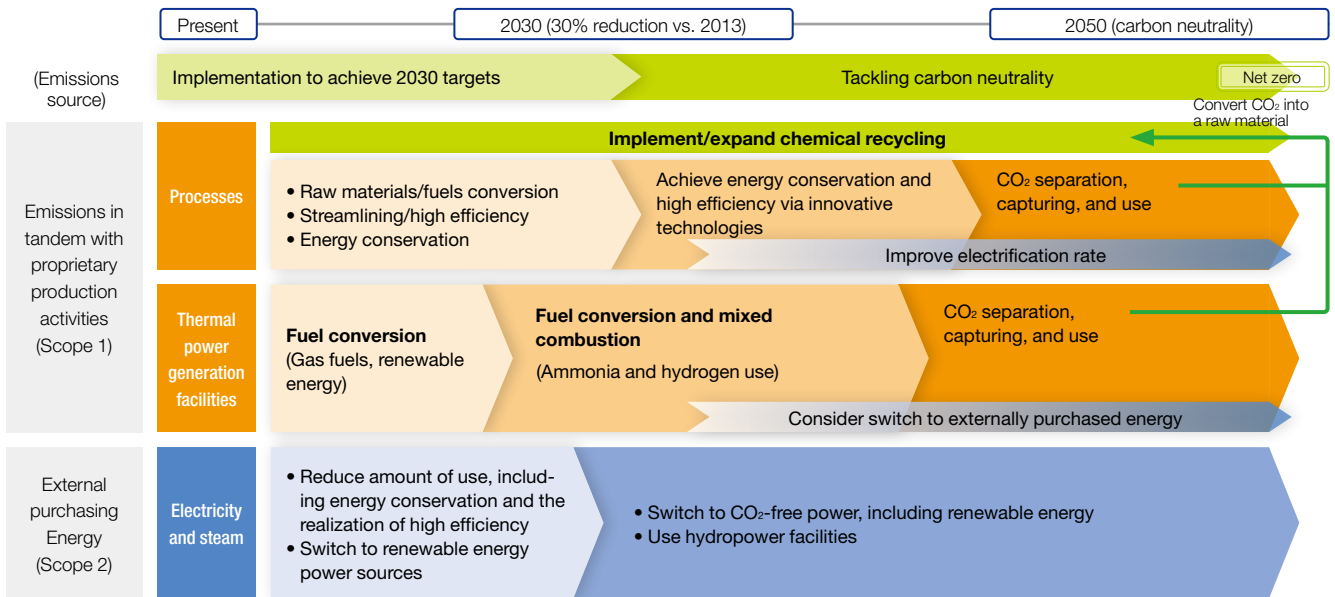 Present
2030 (30% reduction vs. 2013)
2050 (carbon neutrality)
(Emissions
source)
Implementation to achieve 2030 targets
Tackling carbon neutrality
Net zero
Convert CO₂ into
a raw material
Emissions in
tandem with
proprietary
production
activities
(Scope 1)
Processes
Implement/expand chemical recycling
• Raw materials/fuels conversion
• Streamlining/high efficiency
• Energy conservation
Achieve energy conservation and
high efficiency via innovative
technologies
CO₂ separation,
capturing, and use
Improve electrification rate
Thermal
power
generation
facilities
Fuel conversion
(Gas fuels, renewable
energy)
Fuel conversion and mixed
combustion
(Ammonia and hydrogen use)
CO₂ separation,
capturing, and use
Consider switch to externally purchased energy
External
purchasing
Energy
(Scope 2)
Electricity
and steam
• Reduce amount of use, includ-
ing energy conservation and the
realization of high efficiency
• Switch to renewable energy
power sources
• Switch to CO₂-free power, including renewable energy
• Use hydropower facilities